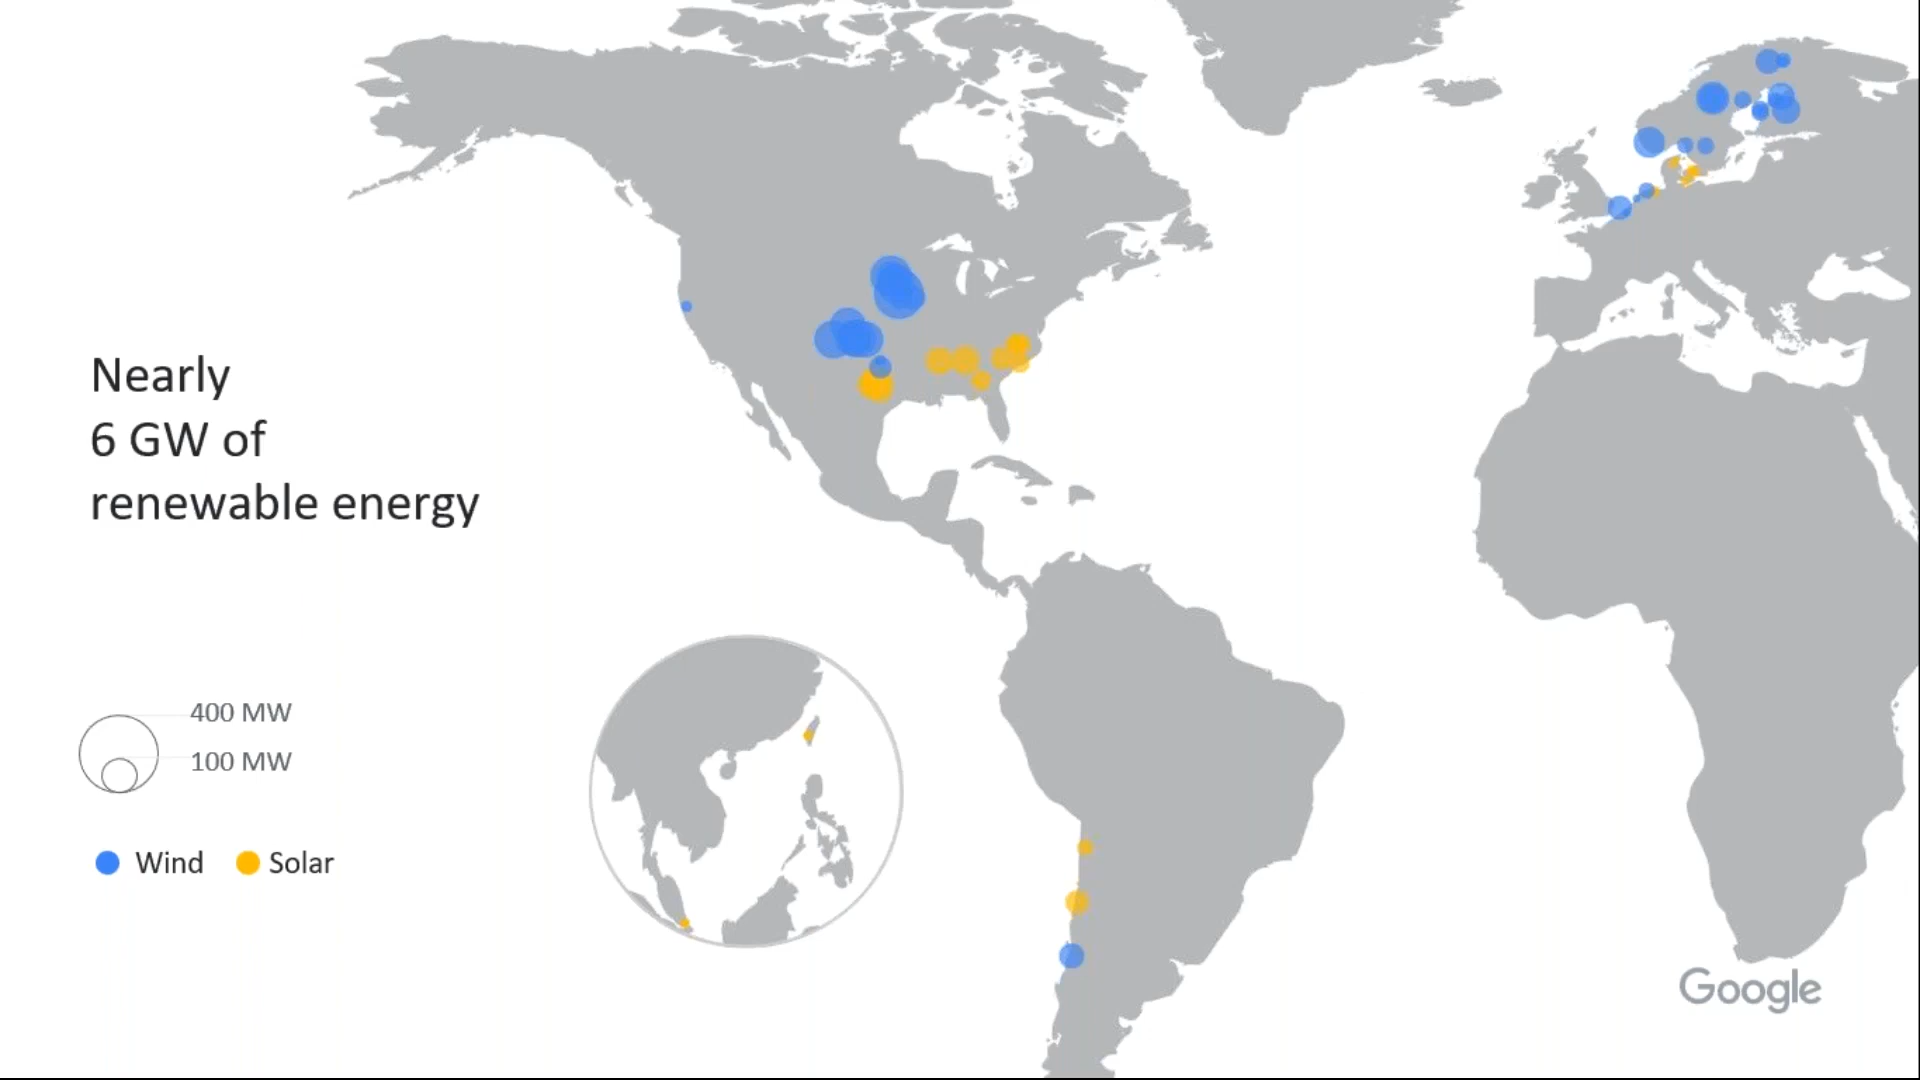 Nearly
6 GW of
renewable energy
400 MW
100 MW
Wind Solar
Google